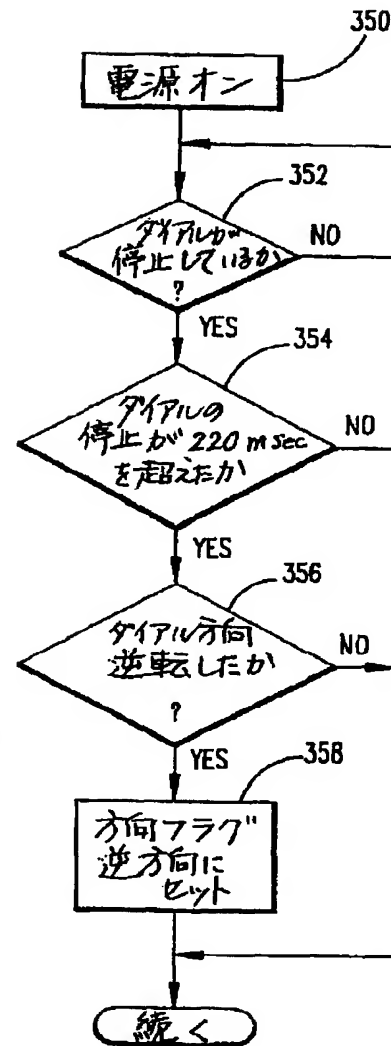 350
電源オン
352
ダイアルが
停止しているか
?
NO
YES
354
ダイアルの
停止が 220 msec
を超えたか
NO
YES
356
ダイアル方向
逆転したか
?
NO
YES
358
方向フラグ
逆方向に
セット
続く